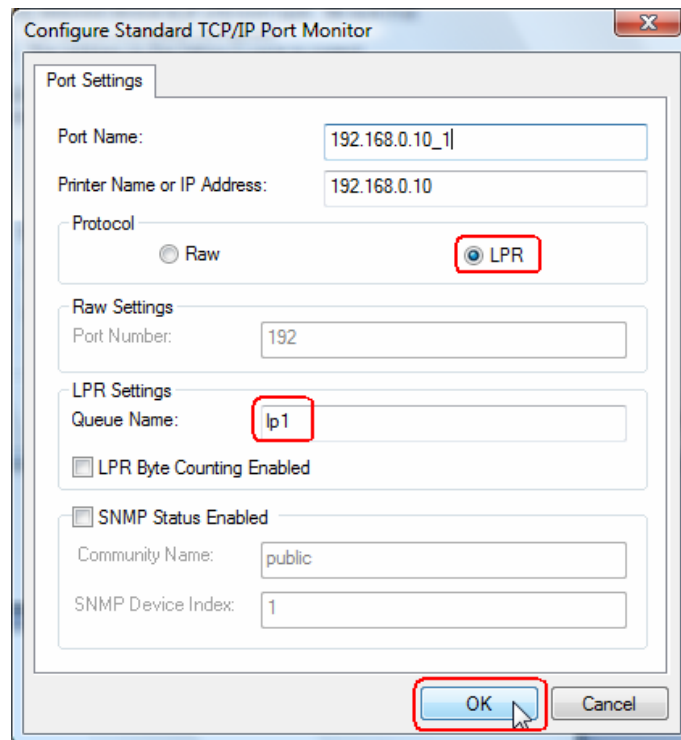 Configure Standard TCP/IP Port Monitor
Port Settings
Port Name: 192.168.0.10_1
Printer Name or IP Address: 192.168.0.10
Protocol
Raw LPR
Raw Settings
Port Number: 192
LPR Settings
Queue Name: lp1
LPR Byte Counting Enabled
SNMP Status Enabled
Community Name: public
SNMP Device Index: 1
OK Cancel